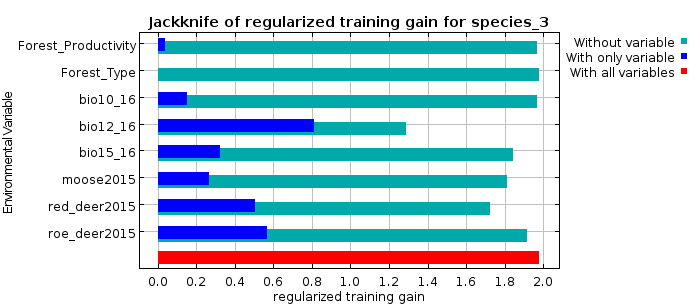 Jackknife of regularized training gain for species_3
Environmental Variable
Forest_Productivity
Forest_Type
bio10_16
bio12_16
bio15_16
moose2015
red_deer2015
roe_deer2015
0.0 0.2 0.4 0.6 0.8 1.0 1.2 1.4 1.6 1.8 2.0
regularized training gain
Without variable
With only variable
With all variables